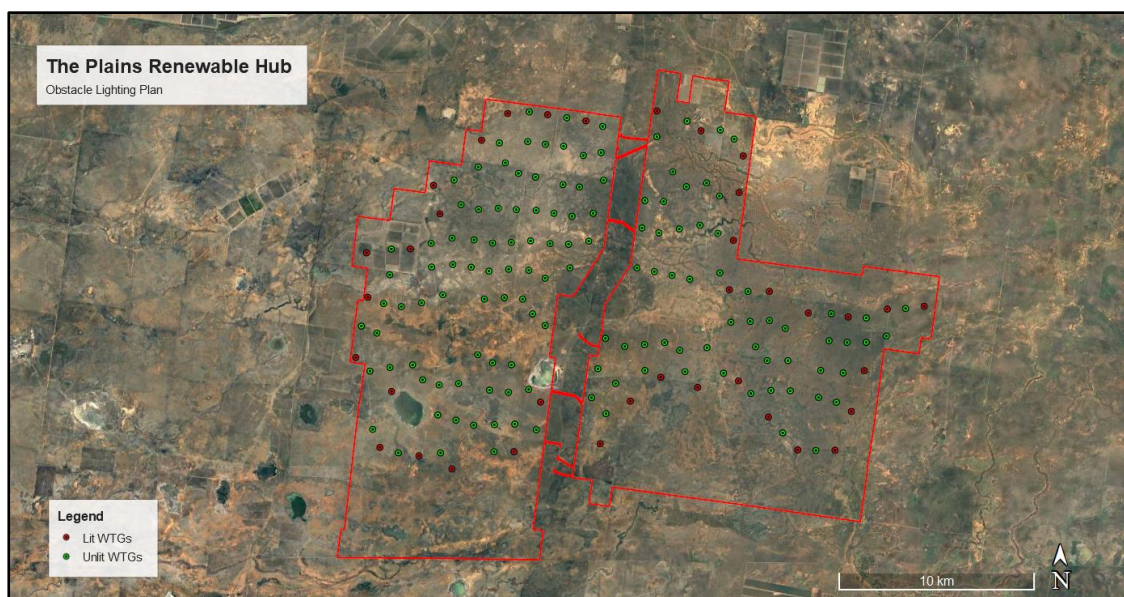 The Plains Renewable Hub
Obstacle Lighting Plan
Legend
Lit WTGs
Unlit WTGs
10 km
N